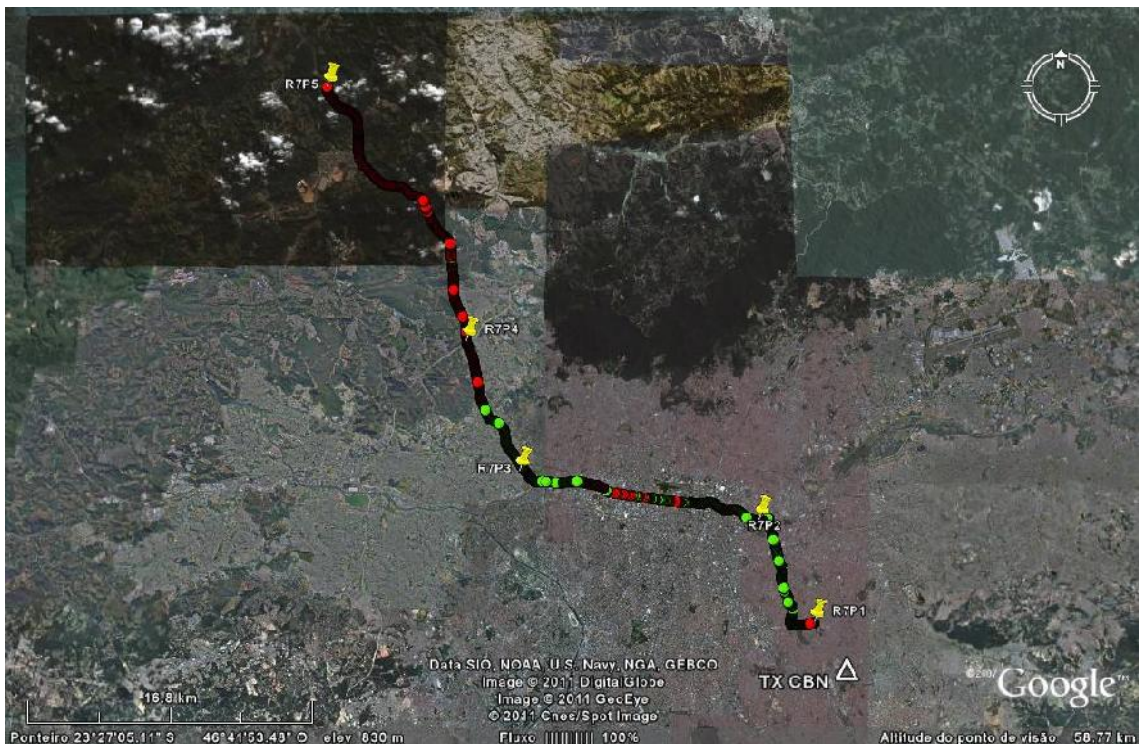 N
R7P5
R7P4
R7P3
R7P2
R7P1
TX CBN
Data SIO, NOAA, U.S. Navy, NGA, GEBCO
Image © 2011 DigitalGlobe
Image © 2011 GeoEye
© 2011 Cnes/Spot Image
Google™
16,8 km
Ponteiro 23°27'05.11" S 46°41'53.48" O elev 830 m Fluxo ||||||||| 100% Altitude do ponto de visão 58,77 km